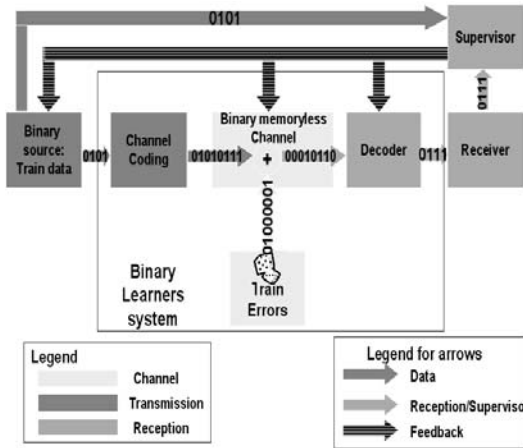 0101
Supervisor
0111
Binary
source:
Train data
0101
Channel
Coding
01010111
Binary memoryless
Channel
+
00010110
Decoder
0111
Receiver
01000001
Train
Errors
Binary
Learners
system
Legend
Channel
Transmission
Reception
Legend for arrows
Data
Reception/Superviso
Feedback